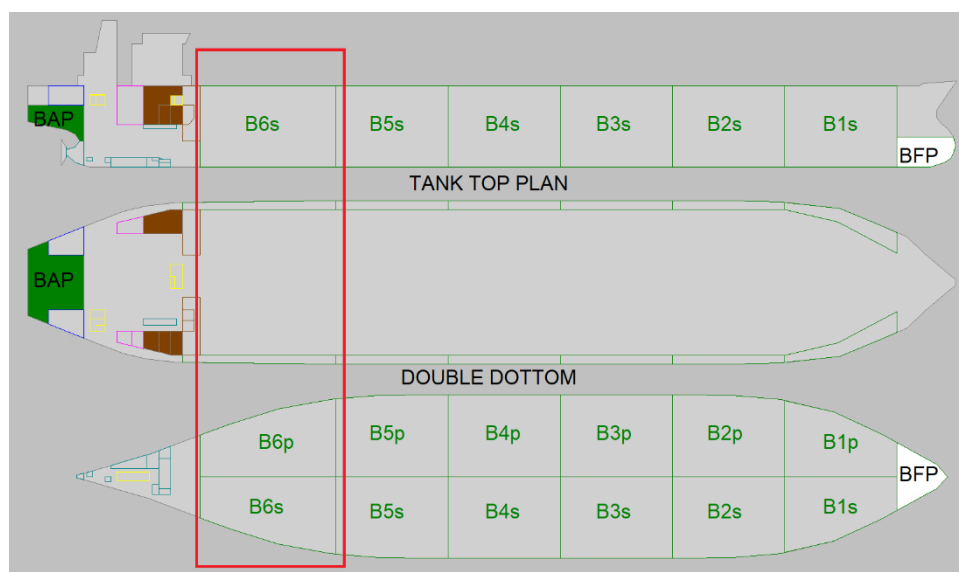 BAP B6s B5s B4s B3s B2s B1s BFP
TANK TOP PLAN
BAP
DOUBLE DOTTOM
B6p B5p B4p B3p B2p B1p
BFP
B6s B5s B4s B3s B2s B1s